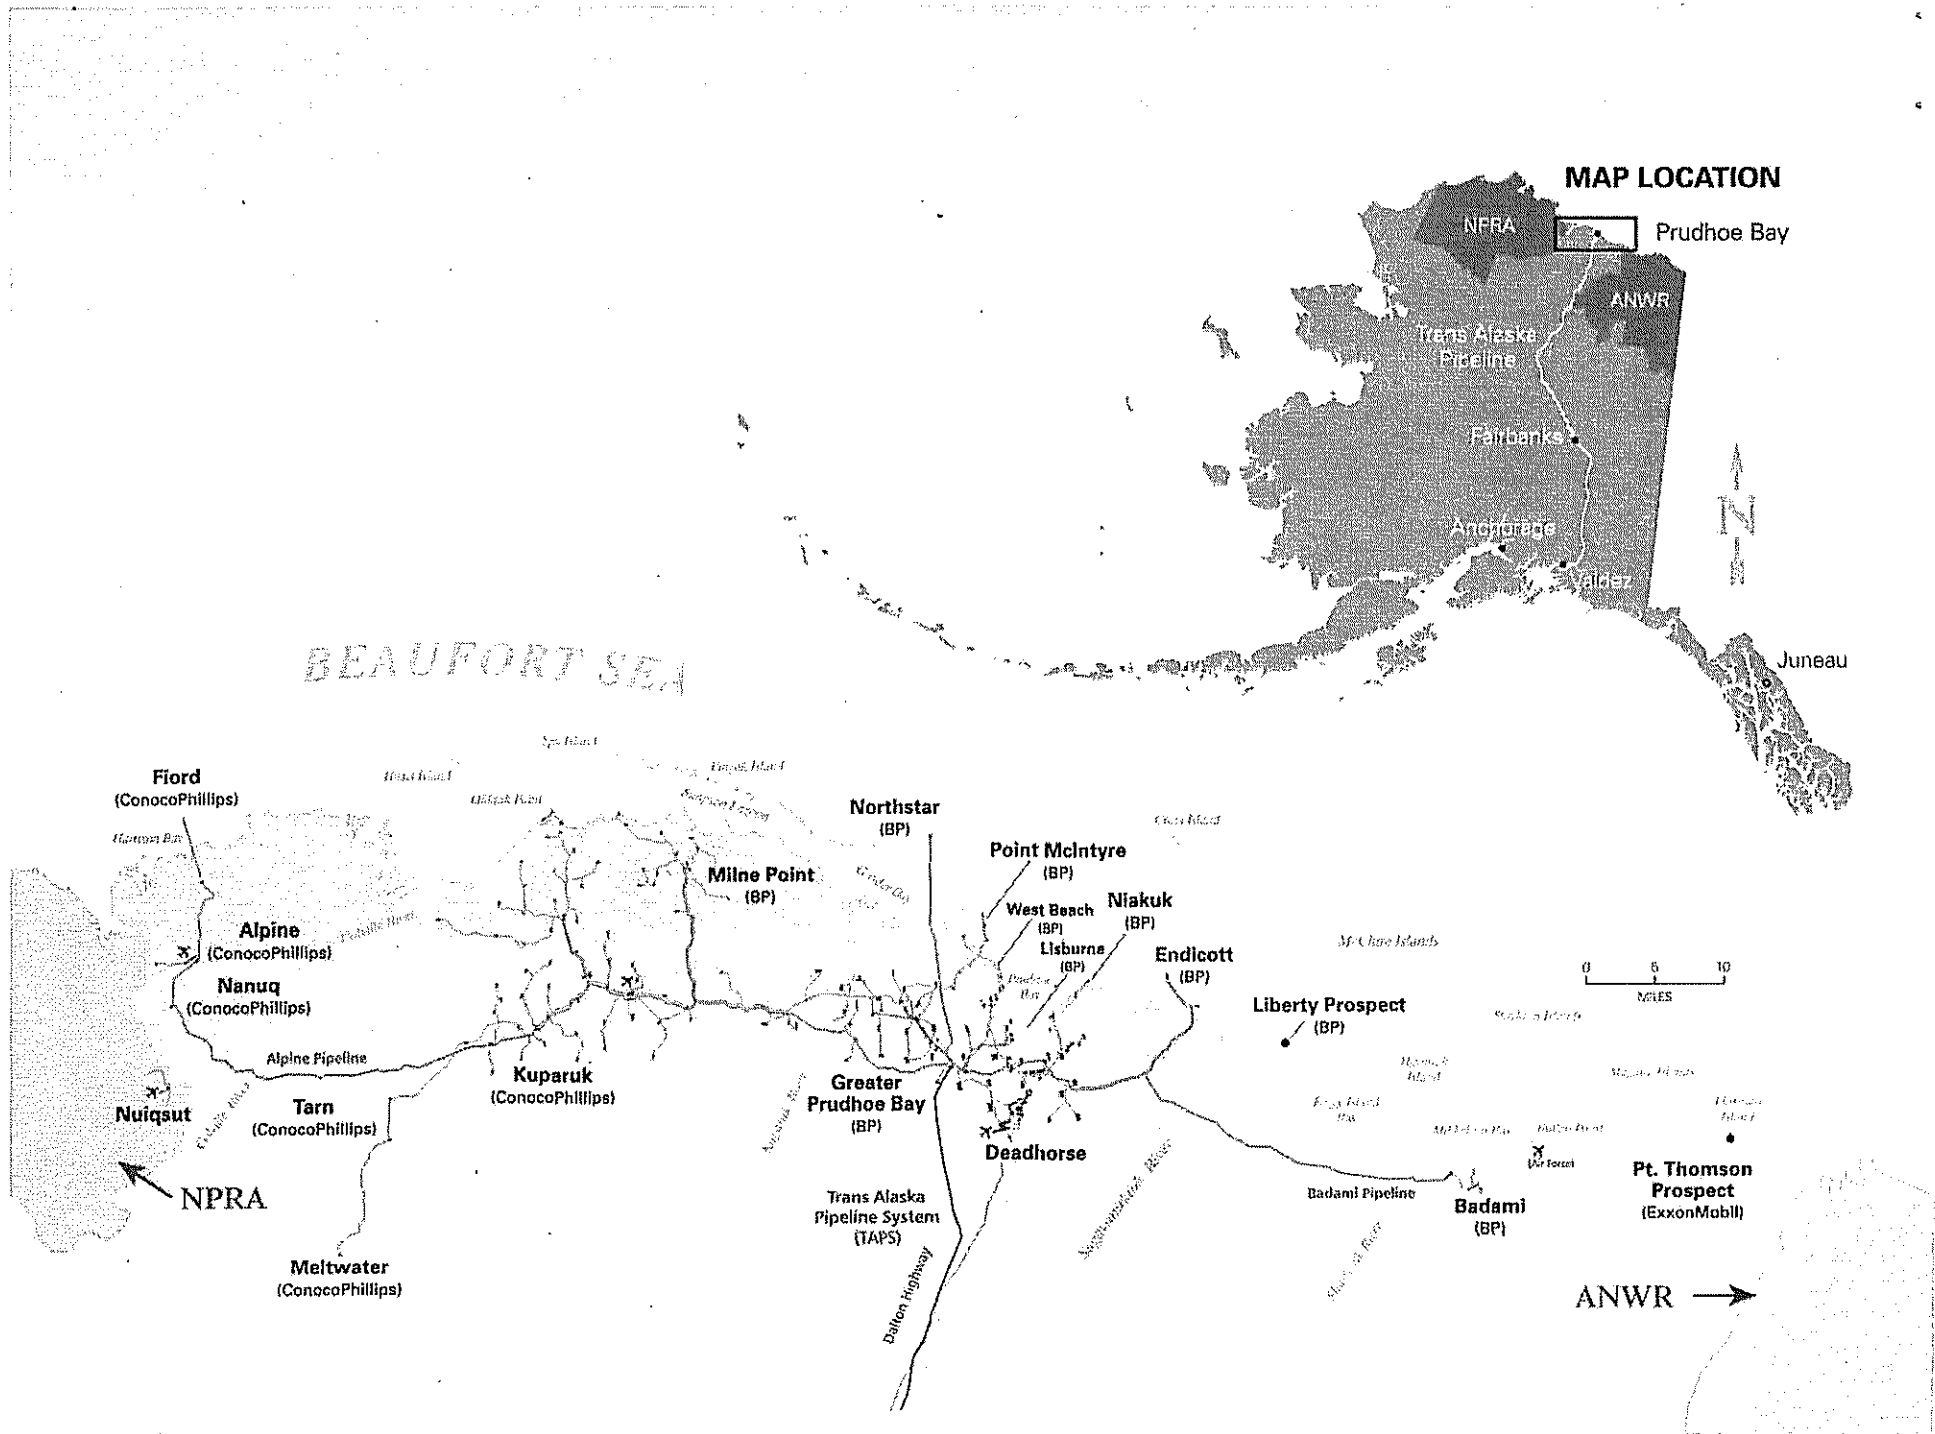 MAP LOCATION
NPRA
Prudhoe Bay
ANWR
Trans Alaska
Pipeline
Fairbanks
Anchorage
Valdez
N
Juneau
BEAUFORT SEA
Fiord
(ConocoPhillips)
Northstar
(BP)
Point McIntyre
(BP)
Milne Point
(BP)
Niakuk
(BP)
West Beach
(BP)
Lisburne
(BP)
Alpine
(ConocoPhillips)
Endicott
(BP)
McClure Islands
0 5 10
MILES
Nanuq
(ConocoPhillips)
Liberty Prospect
(BP)
Alpine Pipeline
Kuparuk
(ConocoPhillips)
Greater
Prudhoe Bay
(BP)
Nuiqsut
Tarn
(ConocoPhillips)
Deadhorse
(Air Force)
Pt. Thomson
Prospect
(ExxonMobil)
NPRA
Trans Alaska
Pipeline System
(TAPS)
Badami Pipeline
Badami
(BP)
Meltwater
(ConocoPhillips)
Dalton Highway
ANWR